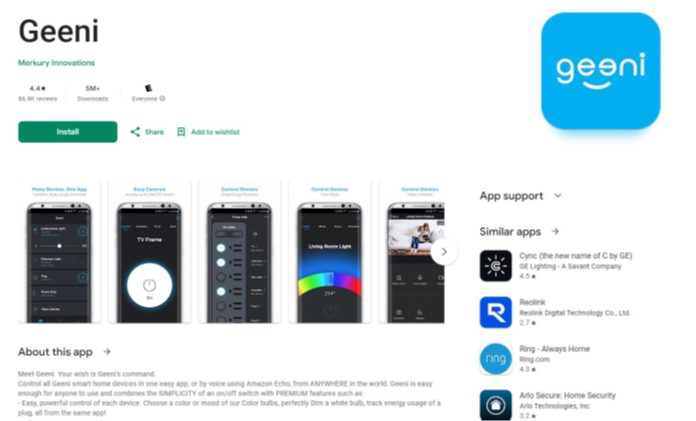 Geeni
Merkury Innovations
4.4★
86.9K reviews
5M+
Downloads
E
Everyone
Install
Share
Add to wishlist
geeni
Many Devices, One App
Easy Controls
Control Devices
Control Devices
Control Devices
TV Frame
On
Living Room Light
App support
Similar apps
Cync (the new name of C by GE)
GE Lighting - A Savant Company
4.5★
Reolink
Reolink Digital Technology Co., Ltd.
2.7★
ring
Ring - Always Home
Ring.com
4.3★
Arlo Secure: Home Security
Arlo Technologies, Inc
3.2★
About this app
Meet Geeni. Your wish is Geeni's command.
Control all Geeni smart home devices in one easy app, or by voice using Amazon Echo, from ANYWHERE in the world. Geeni is easy
enough for anyone to use and combines the SIMPLICITY of an on/off switch with PREMIUM features such as:
- Easy, powerful control of each device. Choose a color or mood of our Color bulbs, perfectly Dim a white bulb, track energy usage of a
plug, all from the same app!